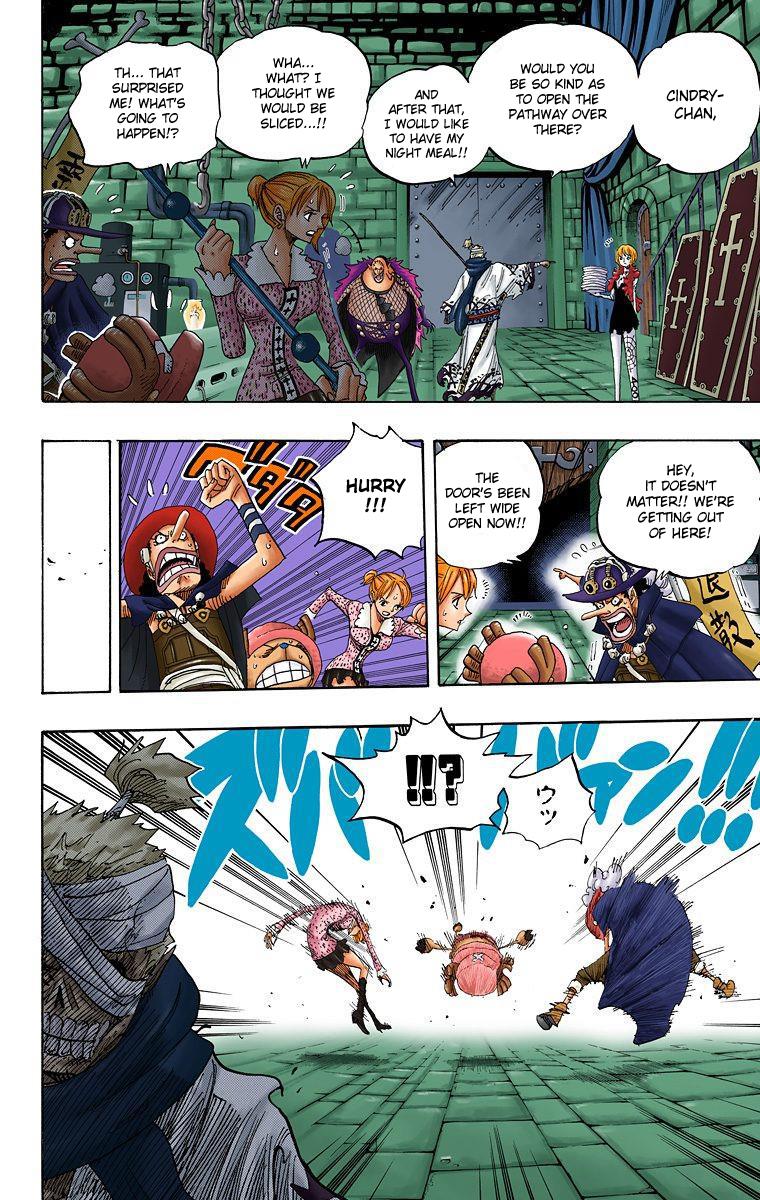 CINDRY-
CHAN,
WOULD YOU
BE SO KIND AS
TO OPEN THE
PATHWAY OVER
THERE?
AND
AFTER THAT,
I WOULD LIKE
TO HAVE MY
NIGHT MEAL!!
WHA...
WHAT? I
THOUGHT WE
WOULD BE
SLICED...!!
TH... THAT
SURPRISED
ME! WHAT'S
GOING TO
HAPPEN!?
HEY,
IT DOESN'T
MATTER!! WE'RE
GETTING OUT
OF HERE!
THE
DOOR'S BEEN
LEFT WIDE
OPEN NOW!!
HURRY
!!!
ダダダ
!!?
ウッ